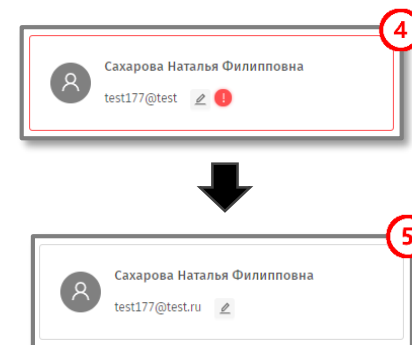 4
Сахарова Наталья Филипповна
test177@test
!
5
Сахарова Наталья Филипповна
test177@test.ru